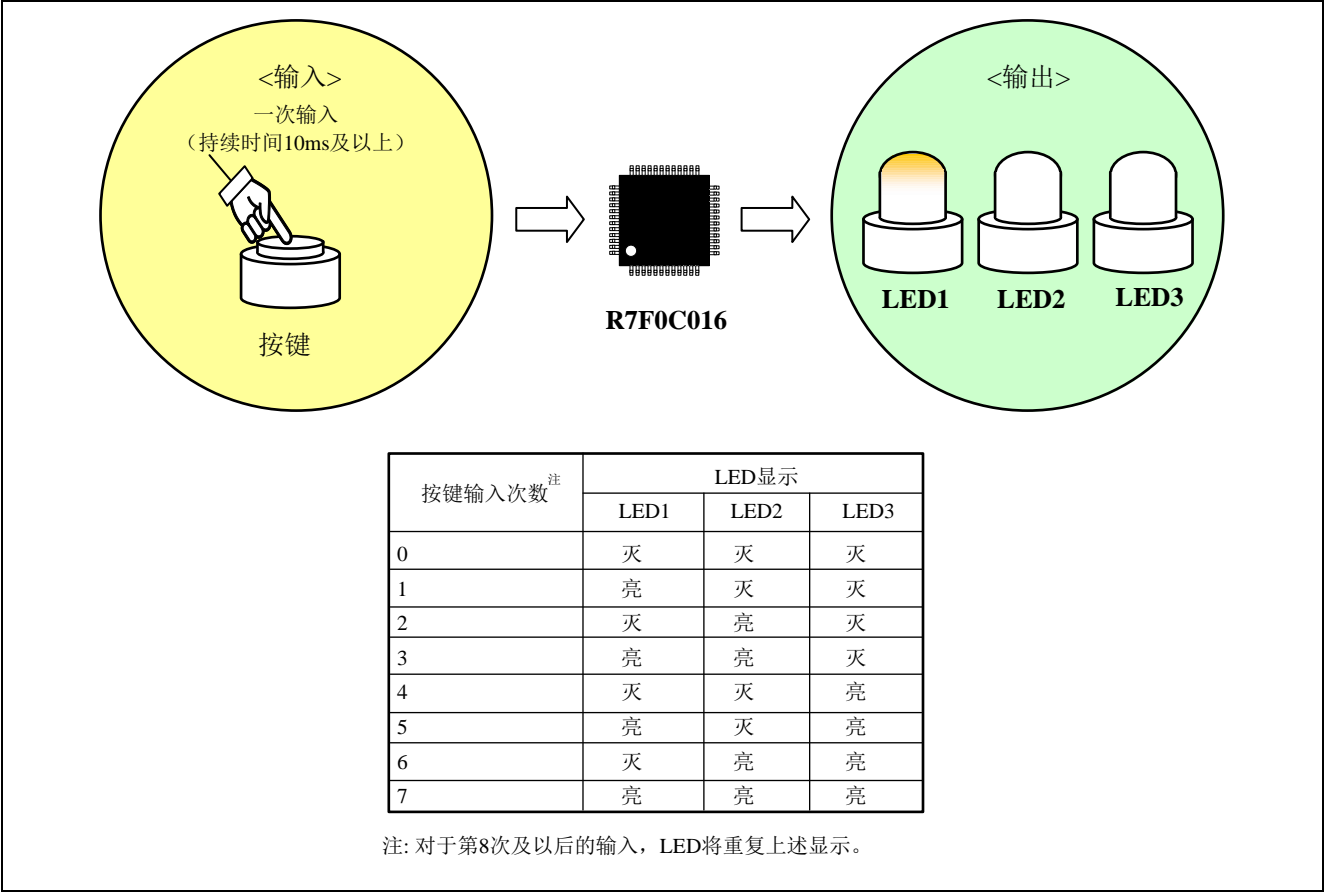 <输入>
一次输入
（持续时间10ms及以上）
按键
R7F0C016
<输出>
LED1 LED2 LED3
按键输入次数注 LED显示
LED1 LED2 LED3
0 灭 灭 灭
1 亮 灭 灭
2 灭 亮 灭
3 亮 亮 灭
4 灭 灭 亮
5 亮 灭 亮
6 灭 亮 亮
7 亮 亮 亮
注: 对于第8次及以后的输入，LED将重复上述显示。